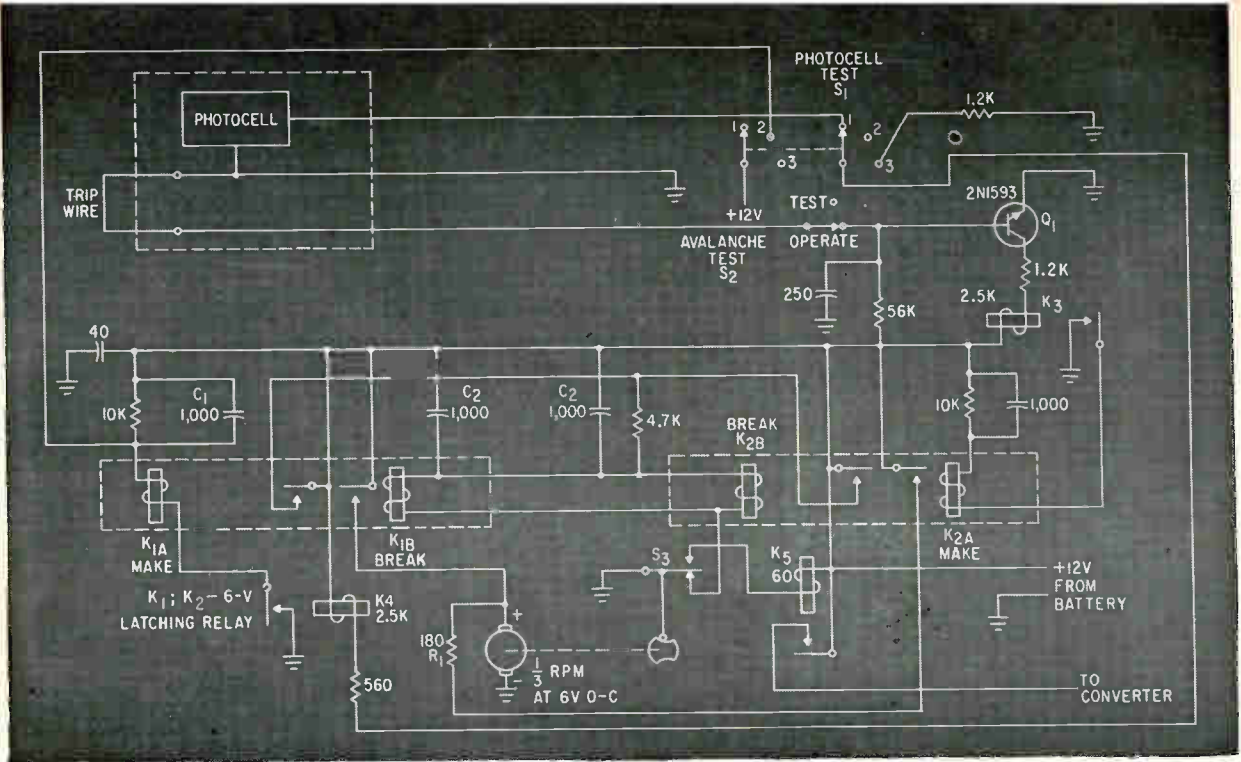 PHOTOCELL
TEST
S1
1.2K
PHOTOCELL
1
2
3
1
2
3
TRIP
WIRE
+12V
AVALANCHE
TEST
S2
TEST
OPERATE
2N1593
Q1
1.2K
2.5K
K3
250
56K
40
10K
C1
1,000
C2
1,000
C2
1,000
4.7K
10K
1,000
BREAK
K2B
K1A
MAKE
K1B
BREAK
K2A
MAKE
S3
K5
60
+12V
FROM
BATTERY
K1; K2–6-V
LATCHING RELAY
K4
2.5K
560
180
R1
+
-
1/3 RPM
AT 6V D-C
TO
CONVERTER